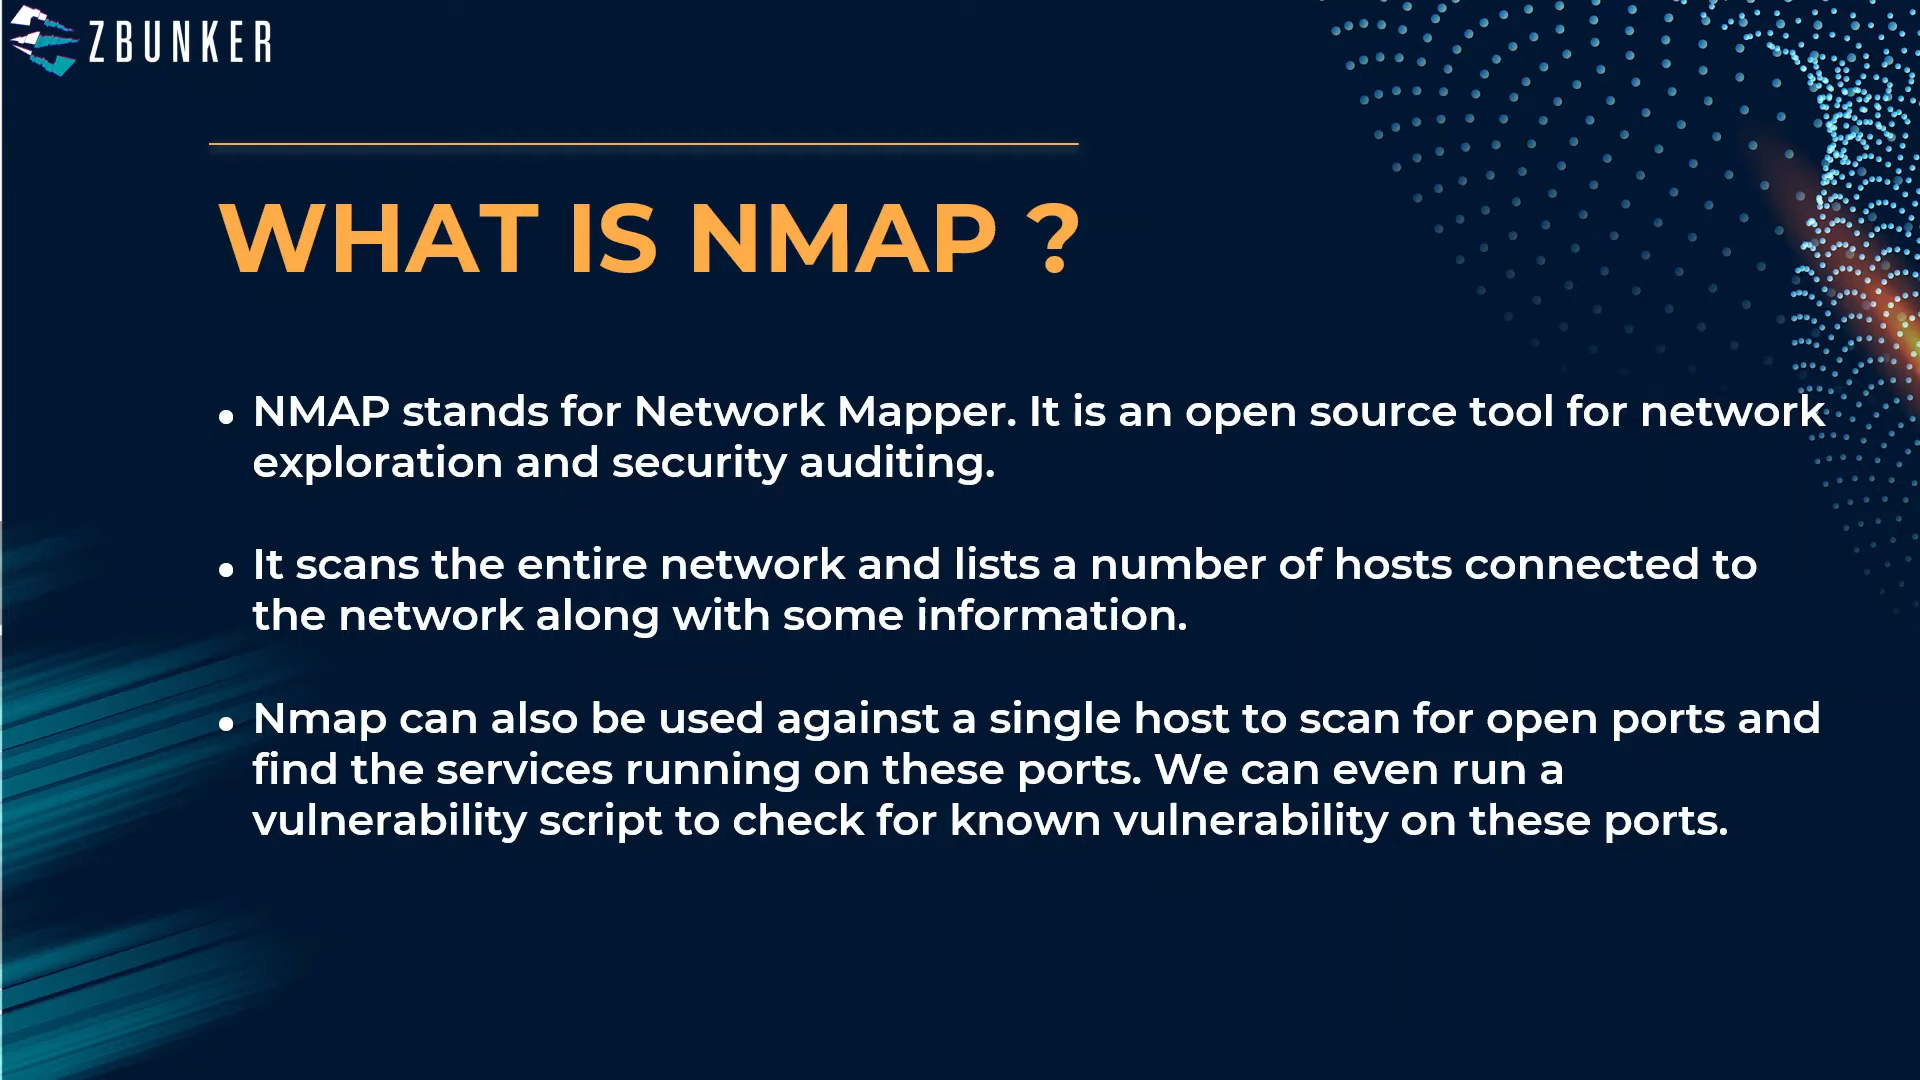 ZBUNKER
WHAT IS NMAP ?
• NMAP stands for Network Mapper. It is an open source tool for network
exploration and security auditing.
• It scans the entire network and lists a number of hosts connected to
the network along with some information.
• Nmap can also be used against a single host to scan for open ports and
find the services running on these ports. We can even run a
vulnerability script to check for known vulnerability on these ports.